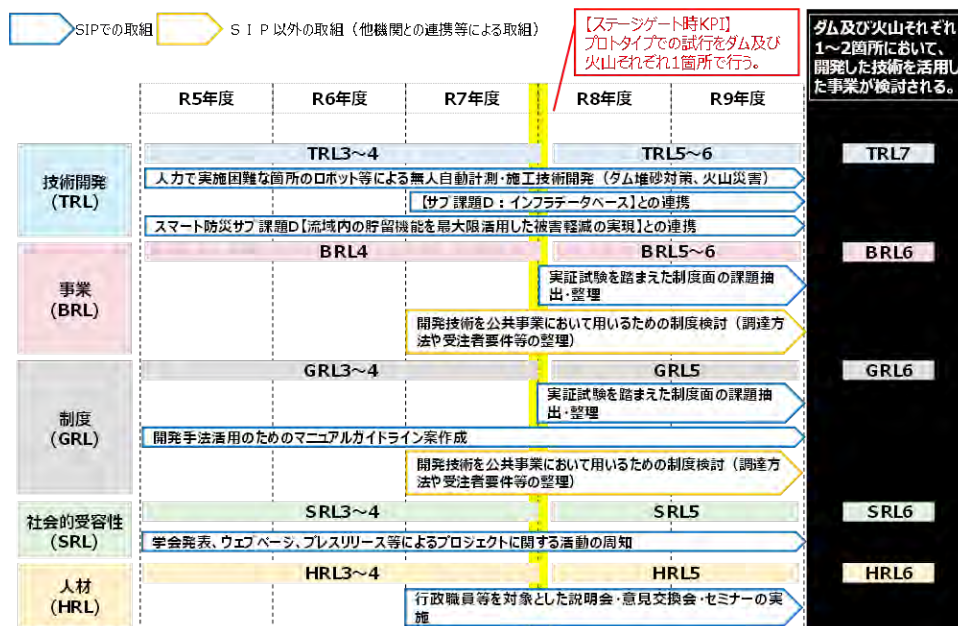 SIPでの取組
ＳＩＰ以外の取組（他機関との連携等による取組）
【ステージゲート時KPI】
プロトタイプでの試行をダム及び
火山それぞれ1箇所で行う。
ダム及び火山それぞれ
1～2箇所において、
開発した技術を活用し
た事業が検討される。
R5年度
R6年度
R7年度
R8年度
R9年度
技術開発
(TRL)
TRL3～4
TRL5～6
TRL7
人力で実施困難な箇所のロボット等による無人自動計測・施工技術開発（ダム堆砂対策、火山災害）
【サブ課題D：インフラデータベース】との連携
スマート防災サブ課題D【流域内の貯留機能を最大限活用した被害軽減の実現】との連携
事業
(BRL)
BRL4
BRL5～6
BRL6
実証試験を踏まえた制度面の課題抽
出・整理
開発技術を公共事業において用いるための制度検討（調達方
法や受注者要件等の整理）
制度
(GRL)
GRL3～4
GRL5
GRL6
実証試験を踏まえた制度面の課題抽
出・整理
開発手法活用のためのマニュアルガイドライン案作成
開発技術を公共事業において用いるための制度検討（調達方
法や受注者要件等の整理）
社会的受容性
(SRL)
SRL3～4
SRL5
SRL6
学会発表、ウェブページ、プレスリリース等によるプロジェクトに関する活動の周知
人材
(HRL)
HRL3～4
HRL5
HRL6
行政職員等を対象とした説明会・意見交換会・セミナーの実
施